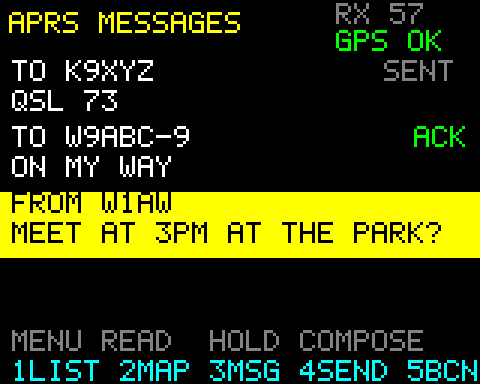 APRS MESSAGES
RX 57
GPS OK
TO K9XYZ SENT
QSL 73
TO W9ABC-9 ACK
ON MY WAY
FROM W1AW
MEET AT 3PM AT THE PARK?
MENU READ HOLD COMPOSE
1LIST 2MAP 3MSG 4SEND 5BCN